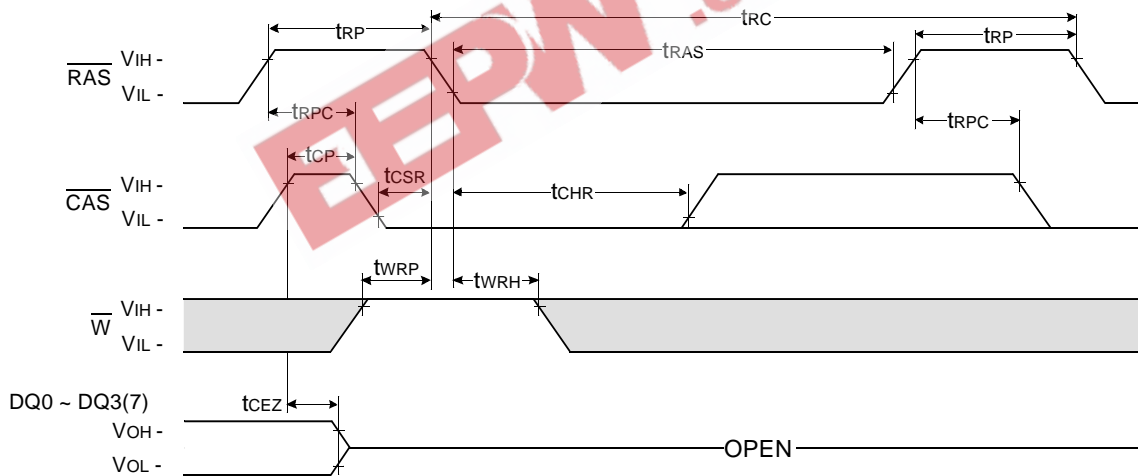 tRP
tRC
RAS
VIH -
VIL -
tRAS
tRP
tRPC
tRPC
tCP
tCSR
CAS
VIH -
VIL -
tCHR
tWRP
tWRH
W
VIH -
VIL -
DQ0 ~ DQ3(7)
tCEZ
VOH -
VOL -
OPEN
EEPW